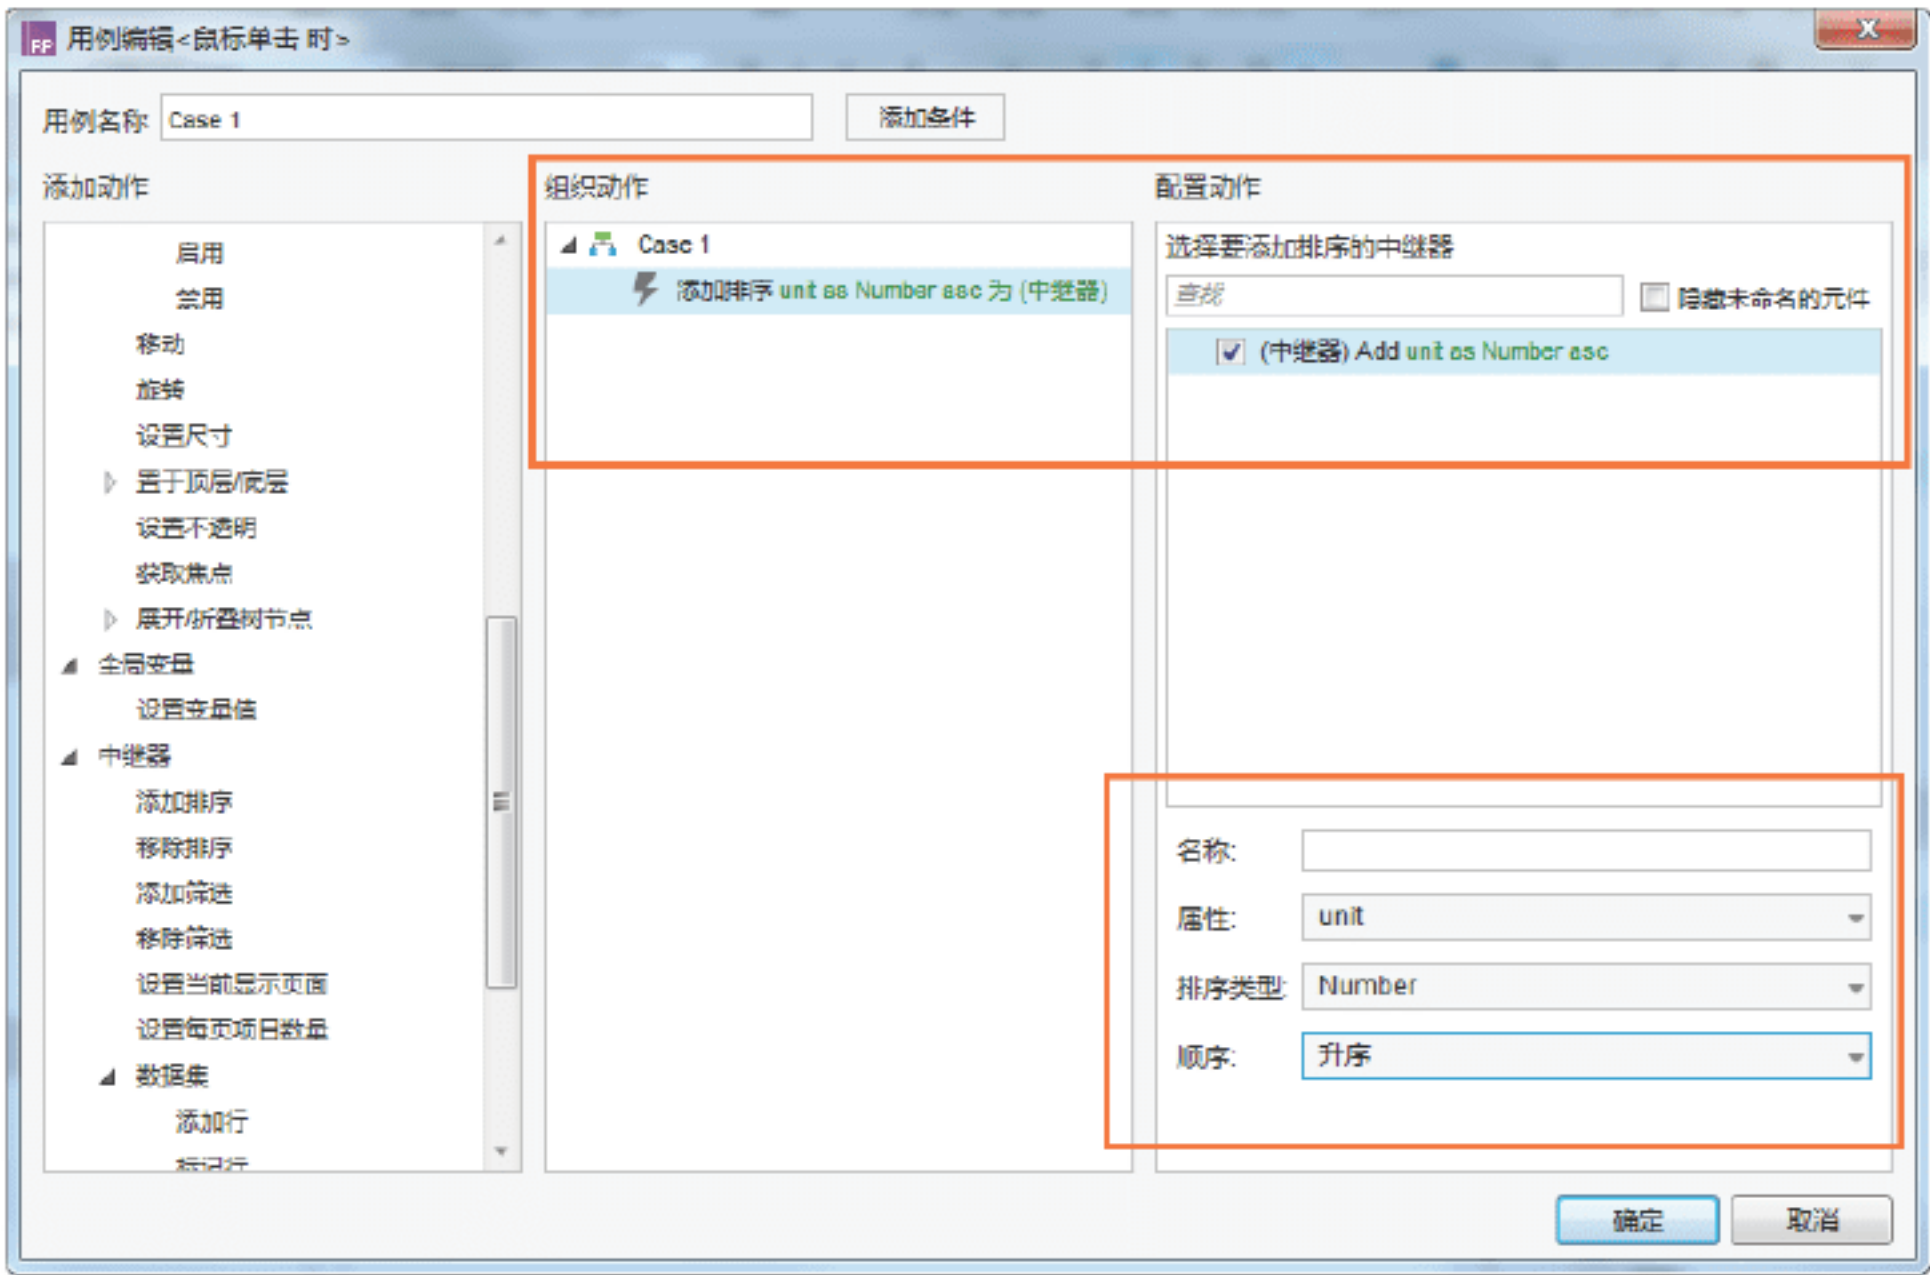 RP 用例编辑<鼠标单击 时>
用例名称 Case 1 添加条件
添加动作
启用
禁用
移动
旋转
设置尺寸
置于顶层/底层
设置不透明
获取焦点
展开/折叠树节点
全局变量
设置变量值
中继器
添加排序
移除排序
添加筛选
移除筛选
设置当前显示页面
设置每页项目数量
数据集
添加行
标记行
组织动作
Case 1
添加排序 unit as Number asc 为 (中继器)
配置动作
选择要添加排序的中继器
查找
隐藏未命名的元件
(中继器) Add unit as Number asc
名称:
属性: unit
排序类型: Number
顺序: 升序
确定 取消